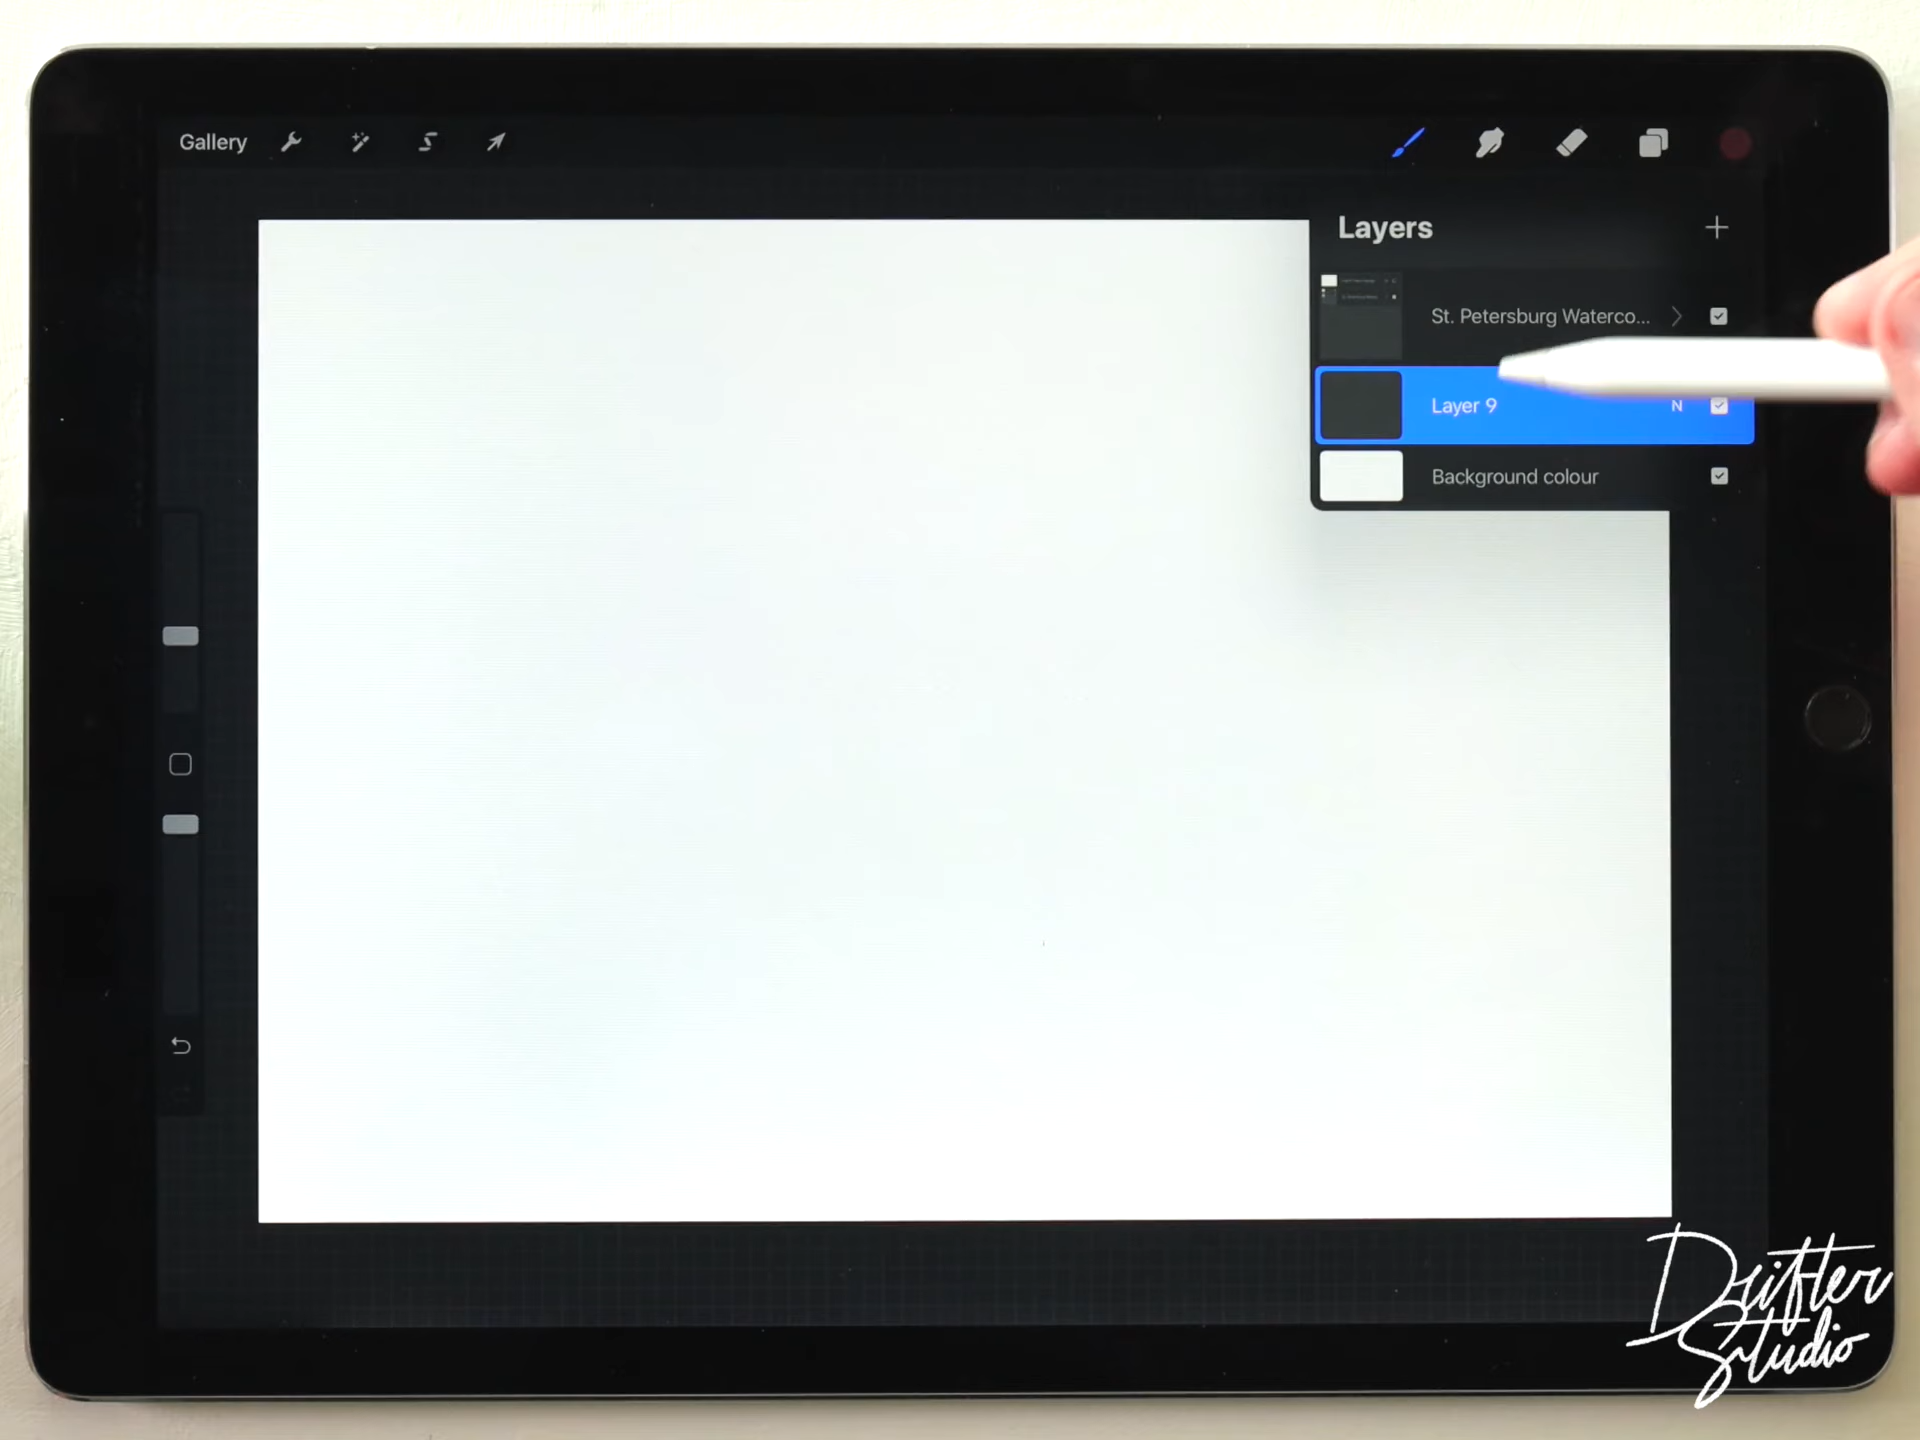 Gallery
Layers
St. Petersburg Waterco...
Layer 9 N
Background colour
Drifter
Studio